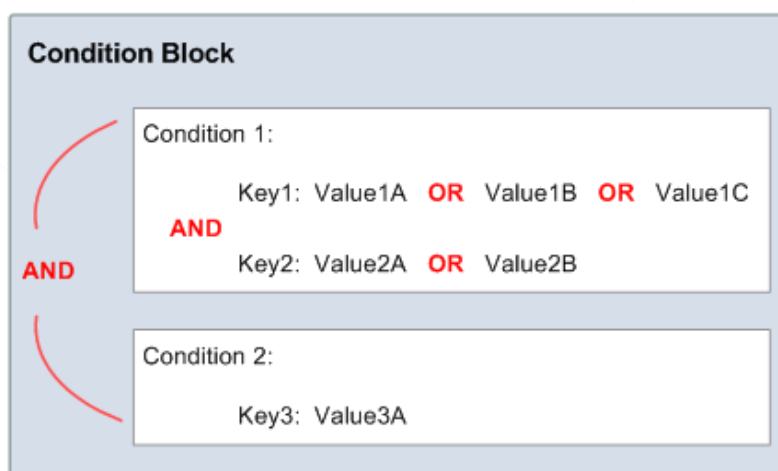 Condition Block
Condition 1:
Key1: Value1A OR Value1B OR Value1C
AND
Key2: Value2A OR Value2B
AND
Condition 2:
Key3: Value3A